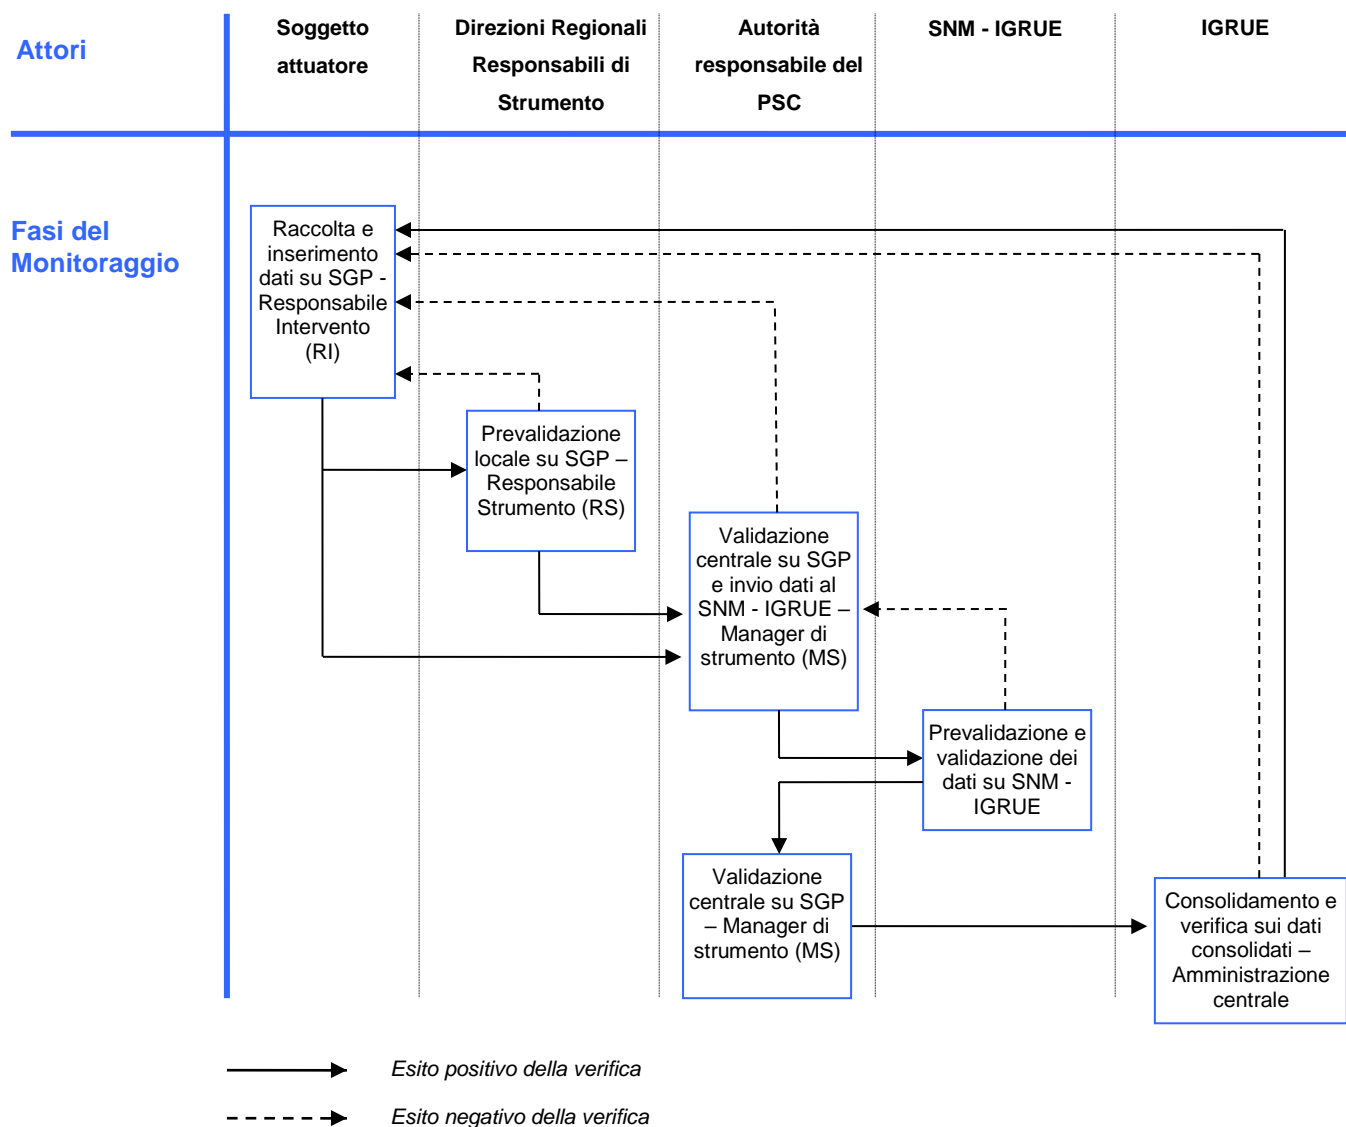 Attori
Soggetto
attuatore
Direzioni Regionali
Responsabili di
Strumento
Autorità
responsabile del
PSC
SNM - IGRUE
IGRUE
Fasi del
Monitoraggio
Raccolta e
inserimento
dati su SGP -
Responsabile
Intervento
(RI)
Prevalidazione
locale su SGP –
Responsabile
Strumento (RS)
Validazione
centrale su SGP
e invio dati al
SNM - IGRUE –
Manager di
strumento (MS)
Prevalidazione e
validazione dei
dati su SNM -
IGRUE
Validazione
centrale su SGP
– Manager di
strumento (MS)
Consolidamento e
verifica sui dati
consolidati –
Amministrazione
centrale
Esito positivo della verifica
Esito negativo della verifica